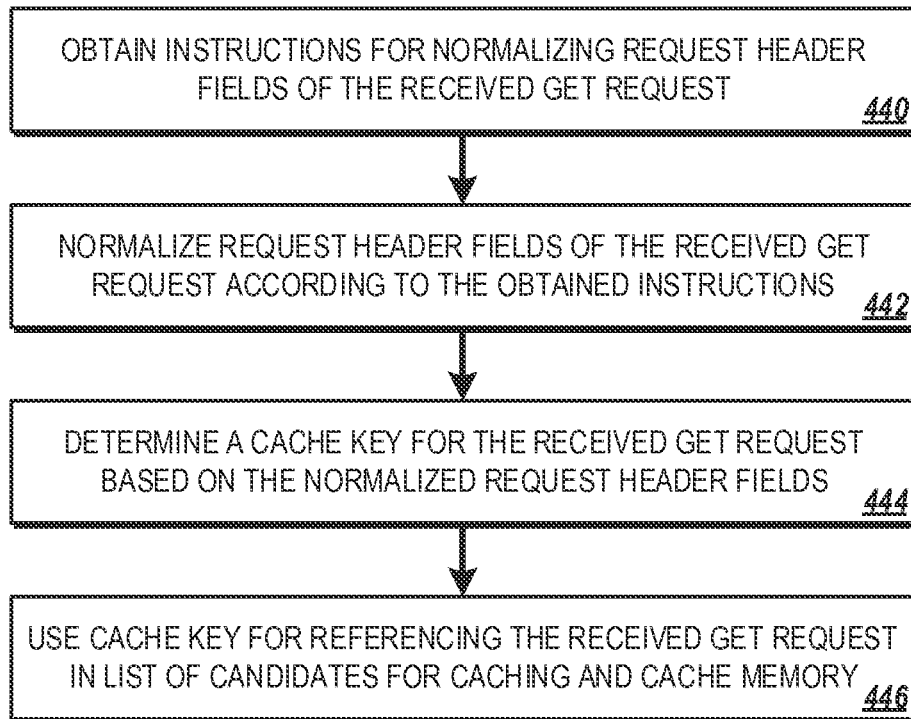 OBTAIN INSTRUCTIONS FOR NORMALIZING REQUEST HEADER
FIELDS OF THE RECEIVED GET REQUEST
440
NORMALIZE REQUEST HEADER FIELDS OF THE RECEIVED GET
REQUEST ACCORDING TO THE OBTAINED INSTRUCTIONS
442
DETERMINE A CACHE KEY FOR THE RECEIVED GET REQUEST
BASED ON THE NORMALIZED REQUEST HEADER FIELDS
444
USE CACHE KEY FOR REFERENCING THE RECEIVED GET REQUEST
IN LIST OF CANDIDATES FOR CACHING AND CACHE MEMORY
446